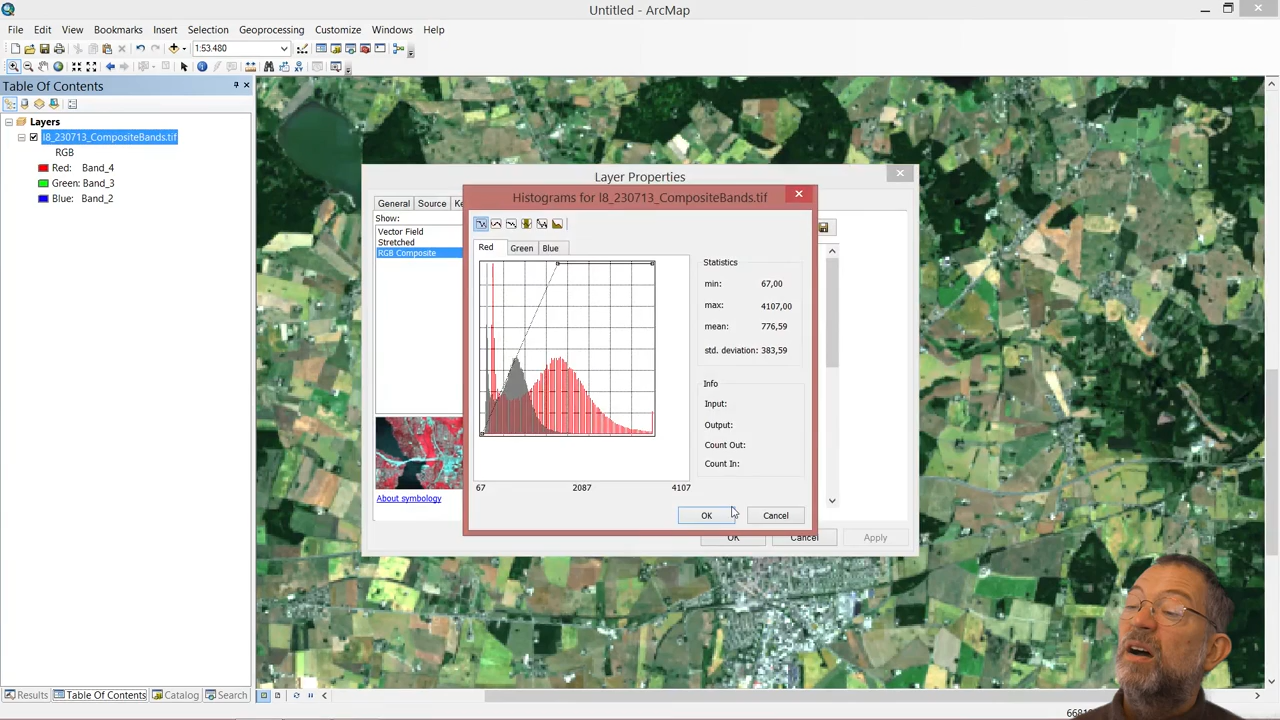 Untitled - ArcMap
File Edit View Bookmarks Insert Selection Geoprocessing Customize Windows Help
1:53.480
Table Of Contents
Layers
l8_230713_CompositeBands.tif
RGB
Red: Band_4
Green: Band_3
Blue: Band_2
Layer Properties
General Source
Show:
Vector Field
Stretched
RGB Composite
About symbology
Histograms for l8_230713_CompositeBands.tif
Red Green Blue
67 2087 4107
Statistics
min: 67,00
max: 4107,00
mean: 776,59
std. deviation: 383,59
Info
Input:
Output:
Count Out:
Count In:
OK Cancel
OK Cancel Apply
Results Table Of Contents Catalog Search